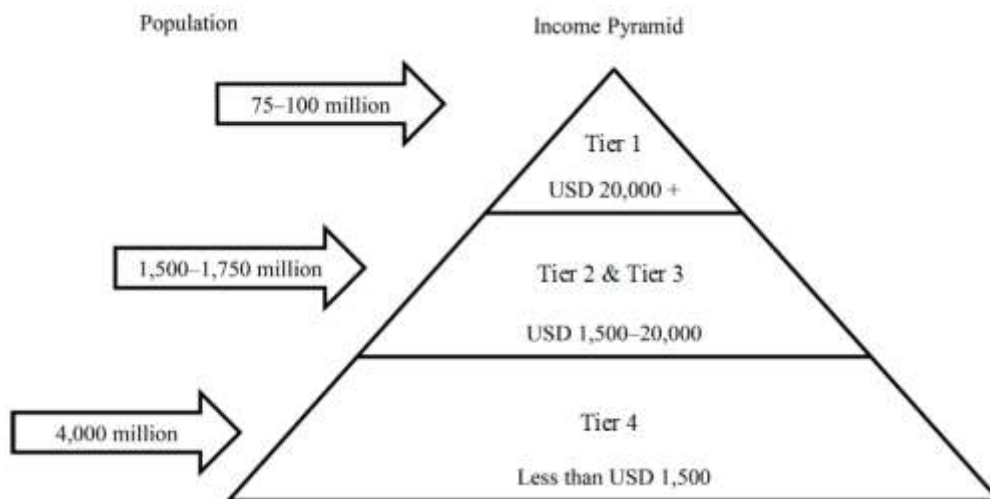 Population
Income Pyramid
75–100 million
Tier 1
USD 20,000 +
1,500–1,750 million
Tier 2 & Tier 3
USD 1,500–20,000
4,000 million
Tier 4
Less than USD 1,500